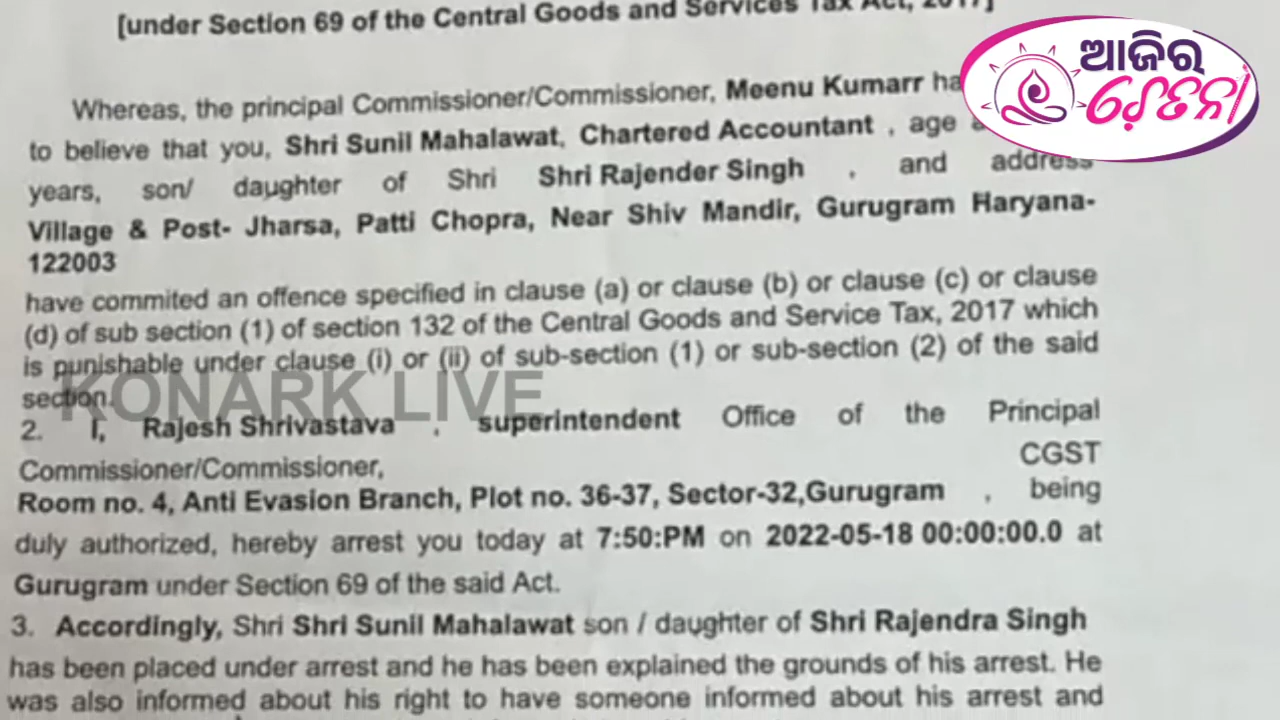 [under Section 69 of the Central Goods and Services Tax Act, 2017]
Whereas, the principal Commissioner/Commissioner, Meenu Kumarr
to believe that you, Shri Sunil Mahalawat, Chartered Accountant , age
years, son/ daughter of Shri Shri Rajender Singh , and address
Village & Post- Jharsa, Patti Chopra, Near Shiv Mandir, Gurugram Haryana-
122003
have commited an offence specified in clause (a) or clause (b) or clause (c) or clause
(d) of sub section (1) of section 132 of the Central Goods and Service Tax, 2017 which
is punishable under clause (i) or (ii) of sub-section (1) or sub-section (2) of the said
section.
2. I, Rajesh Shrivastava , superintendent Office of the Principal
Commissioner/Commissioner, CGST
Room no. 4, Anti Evasion Branch, Plot no. 36-37, Sector-32,Gurugram , being
duly authorized, hereby arrest you today at 7:50:PM on 2022-05-18 00:00:00.0 at
Gurugram under Section 69 of the said Act.
3. Accordingly, Shri Shri Sunil Mahalawat son / daughter of Shri Rajendra Singh
has been placed under arrest and he has been explained the grounds of his arrest. He
was also informed about his right to have someone informed about his arrest and
ଆଜିର
ଚେତନା
KONARK LIVE